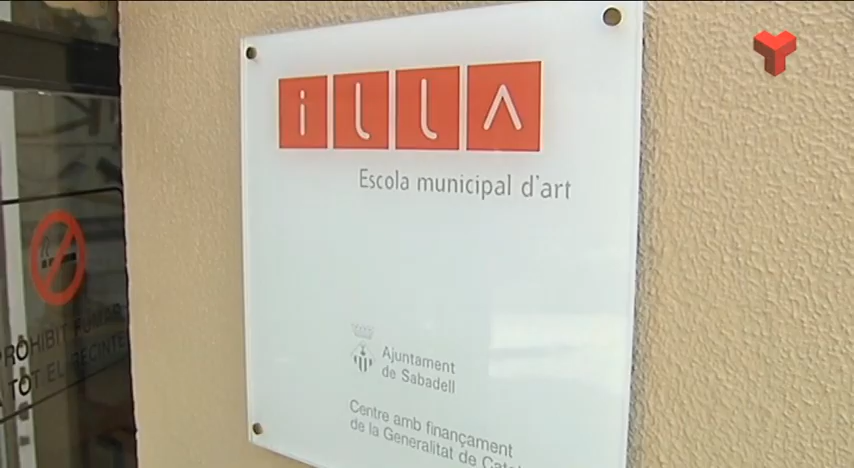 illa
Escola municipal d'art
PROHIBIT FUMAR
A TOT EL RECINTE
Ajuntament
de Sabadell
Centre amb finançament
de la Generalitat de